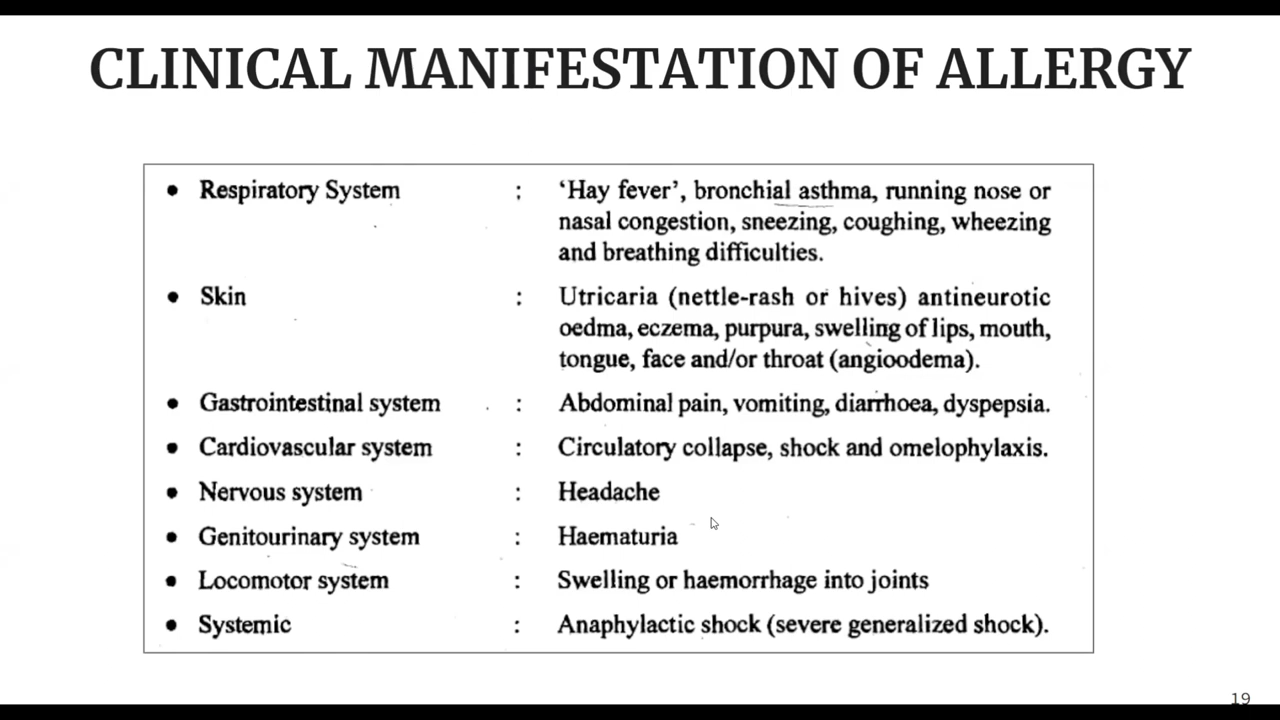 CLINICAL MANIFESTATION OF ALLERGY
• Respiratory System : ‘Hay fever’, bronchial asthma, running nose or
nasal congestion, sneezing, coughing, wheezing
and breathing difficulties.
• Skin : Utricaria (nettle-rash or hives) antineurotic
oedma, eczema, purpura, swelling of lips, mouth,
tongue, face and/or throat (angioodema).
• Gastrointestinal system : Abdominal pain, vomiting, diarrhoea, dyspepsia.
• Cardiovascular system : Circulatory collapse, shock and omelophylaxis.
• Nervous system : Headache
• Genitourinary system : Haematuria
• Locomotor system : Swelling or haemorrhage into joints
• Systemic : Anaphylactic shock (severe generalized shock).
19